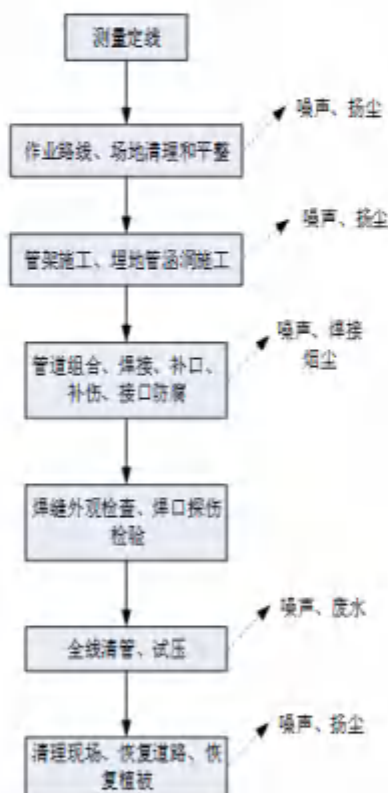 测量定线
噪声、扬尘
作业路线、场地清理和平整
噪声、扬尘
管架施工、埋地管涵洞施工
噪声、焊接
烟尘
管道组合、焊接、补口、
补伤、接口防腐
焊缝外观检查、焊口探伤
检验
噪声、废水
全线清管、试压
噪声、扬尘
清理现场、恢复道路、恢
复植被